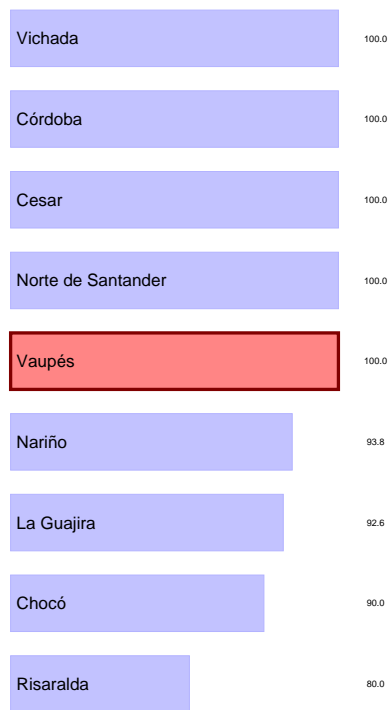 Vichada 100.0
Córdoba 100.0
Cesar 100.0
Norte de Santander 100.0
Vaupés 100.0
Nariño 93.8
La Guajira 92.6
Chocó 90.0
Risaralda 80.0